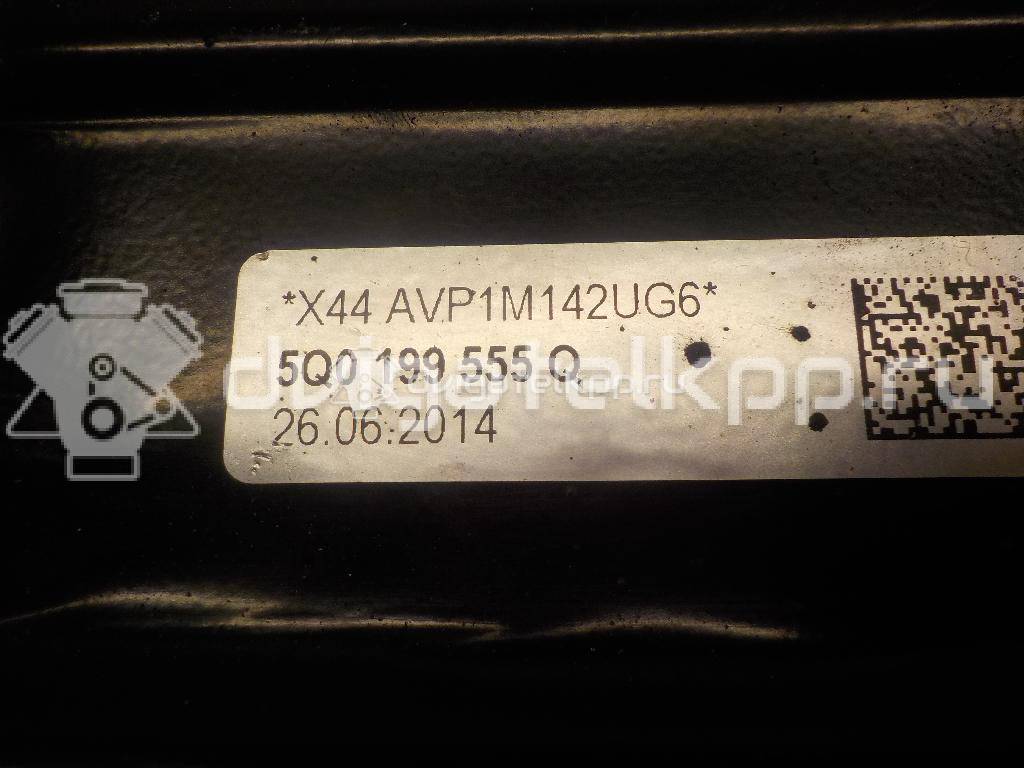 *X44 AVP1M142UG6*
5Q0 199 555 Q
26.06.2014
dvigatelkpp.ru